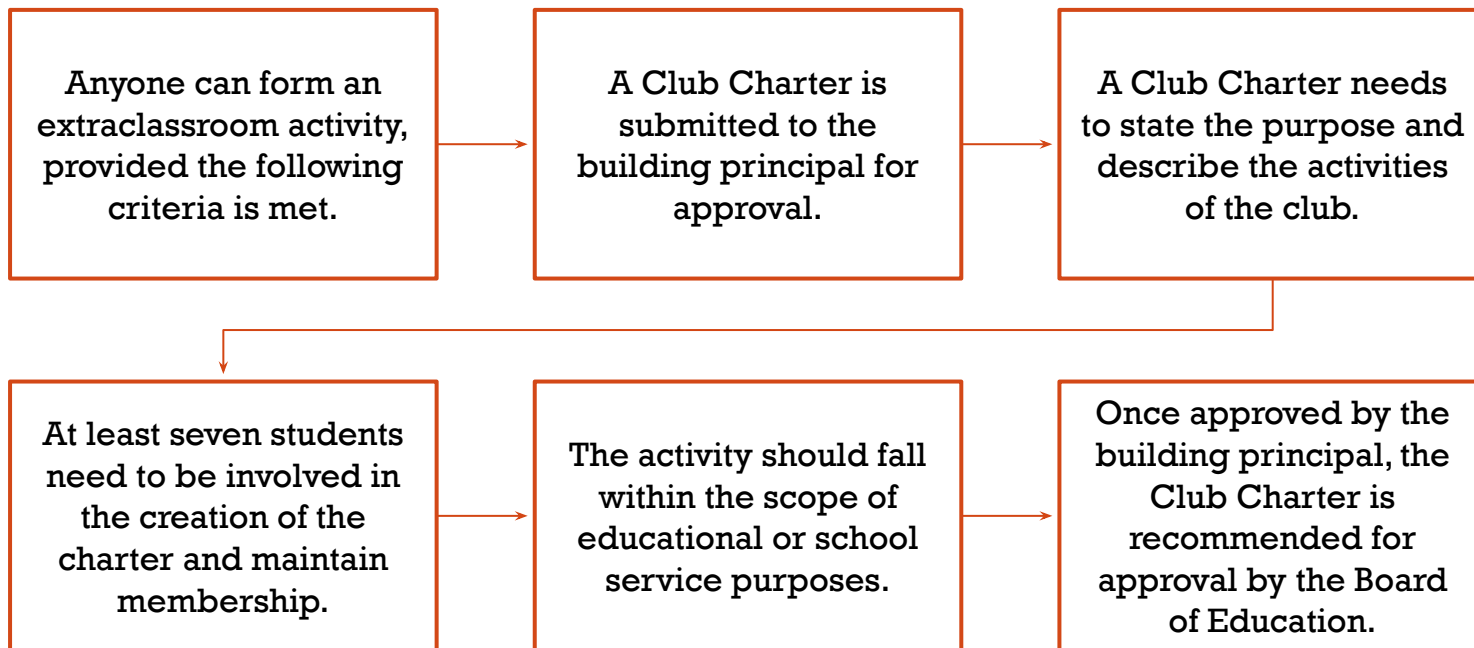 Anyone can form an
extraclassroom activity,
provided the following
criteria is met.
A Club Charter is
submitted to the
building principal for
approval.
A Club Charter needs
to state the purpose and
describe the activities
of the club.
At least seven students
need to be involved in
the creation of the
charter and maintain
membership.
The activity should fall
within the scope of
educational or school
service purposes.
Once approved by the
building principal, the
Club Charter is
recommended for
approval by the Board
of Education.